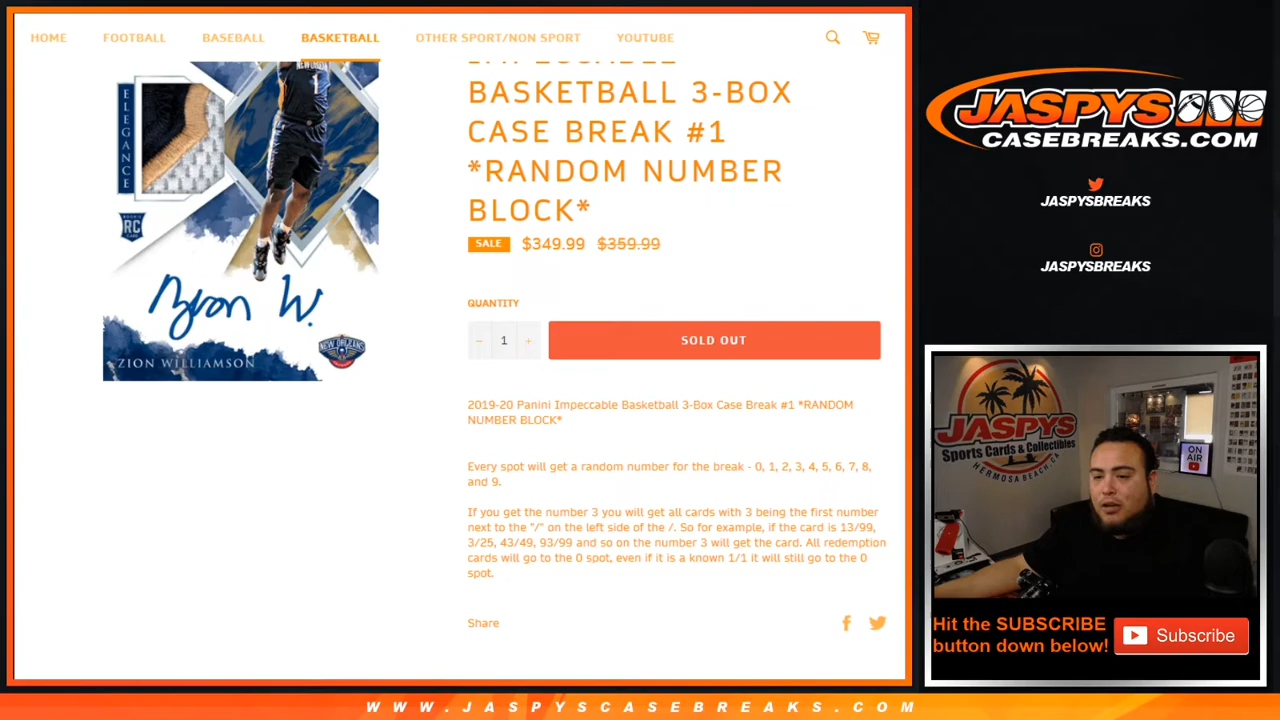 HOME FOOTBALL BASEBALL BASKETBALL OTHER SPORT/NON SPORT YOUTUBE
BASKETBALL 3-BOX
CASE BREAK #1
*RANDOM NUMBER
BLOCK*
SALE $349.99 $359.99
QUANTITY
− 1 +
SOLD OUT
2019-20 Panini Impeccable Basketball 3-Box Case Break #1 *RANDOM
NUMBER BLOCK*
Every spot will get a random number for the break - 0, 1, 2, 3, 4, 5, 6, 7, 8,
and 9.
If you get the number 3 you will get all cards with 3 being the first number
next to the "/" on the left side of the /. So for example, if the card is 13/99,
3/25, 43/49, 93/99 and so on the number 3 will get the card. All redemption
cards will go to the 0 spot, even if it is a known 1/1 it will still go to the 0
spot.
Share
ELEGANCE
RC
NEW ORLEANS
1
Zion W.
ZION WILLIAMSON
NEW ORLEANS
JASPYS
CASEBREAKS.COM
JASPYSBREAKS
JASPYSBREAKS
JASPYS
Sports Cards & Collectibles
HERMOSA BEACH, CA
ON
AIR
Hit the SUBSCRIBE
button down below!
Subscribe
WWW.JASPYSCASEBREAKS.COM